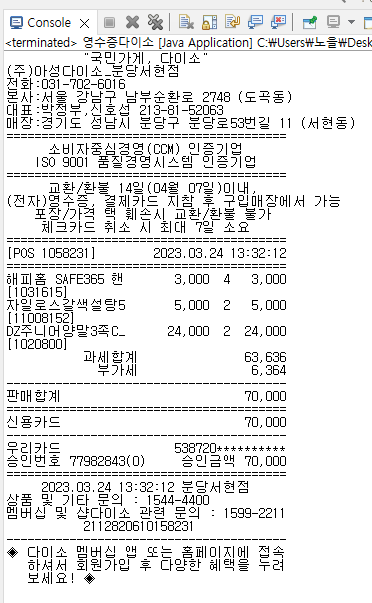 Console
<terminated> 영수증다이소 [Java Application] C:₩Users₩노을₩Desk
"국민가게, 다이소"
(주)아성다이소_분당서현점
전화:031-702-6016
본사:서울 강남구 남부순환로 2748 (도곡동)
대표:박정부,신호섭 213-81-52063
매장:경기도 성남시 분당구 분당로53번길 11 (서현동)
========================================
소비자중심경영(CCM) 인증기업
ISO 9001 품질경영시스템 인증기업
========================================
교환/환불 14일(04월 07일)이내,
(전자)영수증, 결제카드 지참 후 구입매장에서 가능
포장/가격 택 훼손시 교환/환불 불가
체크카드 취소 시 최대 7일 소요
========================================
[POS 1058231] 2023.03.24 13:32:12
========================================
해피홈 SAFE365 핸 3,000 4 3,000
[1031615]
자일로스갈색설탕5 5,000 2 5,000
[11008152]
DZ주니어양말3족C_ 24,000 2 24,000
[1020800]
과세합계 63,636
부가세 6,364
----------------------------------------
판매합계 70,000
========================================
신용카드 70,000
----------------------------------------
우리카드 538720**********
승인번호 77982843(0) 승인금액 70,000
========================================
2023.03.24 13:32:12 분당서현점
상품 및 기타 문의 : 1544-4400
멤버십 및 샵다이소 관련 문의 : 1599-2211
2112820610158231
----------------------------------------
◈ 다이소 멤버십 앱 또는 홈페이지에 접속
하셔서 회원가입 후 다양한 혜택을 누려
보세요! ◈